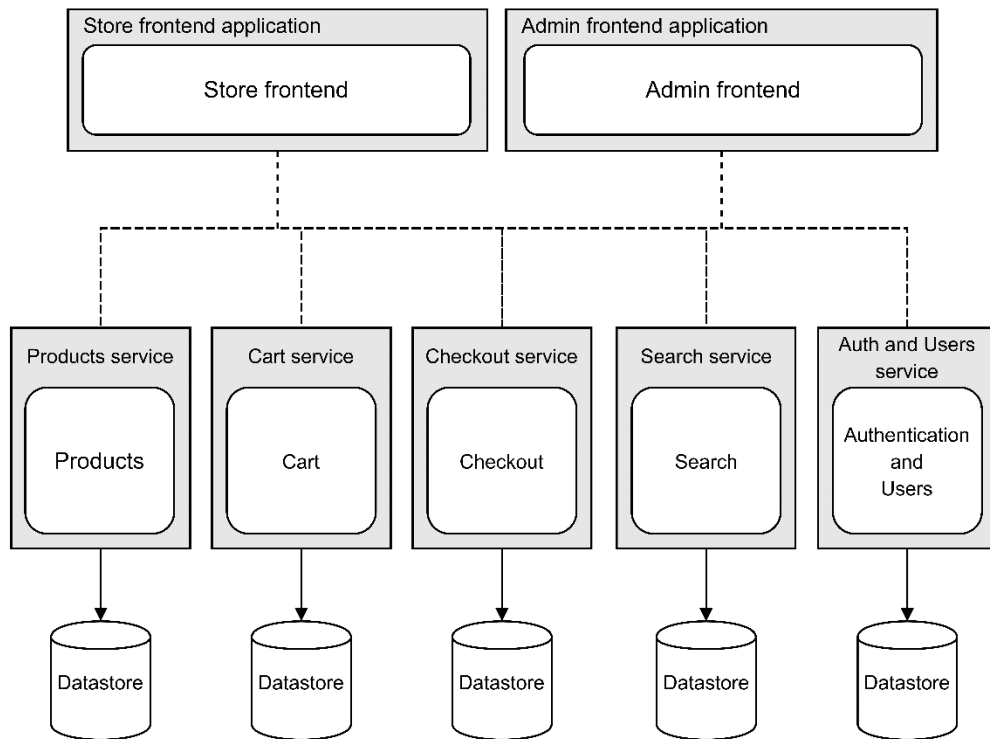 Store frontend application
Admin frontend application
Store frontend
Admin frontend
Products service
Cart service
Checkout service
Search service
Auth and Users
service
Products
Cart
Checkout
Search
Authentication
and
Users
Datastore
Datastore
Datastore
Datastore
Datastore